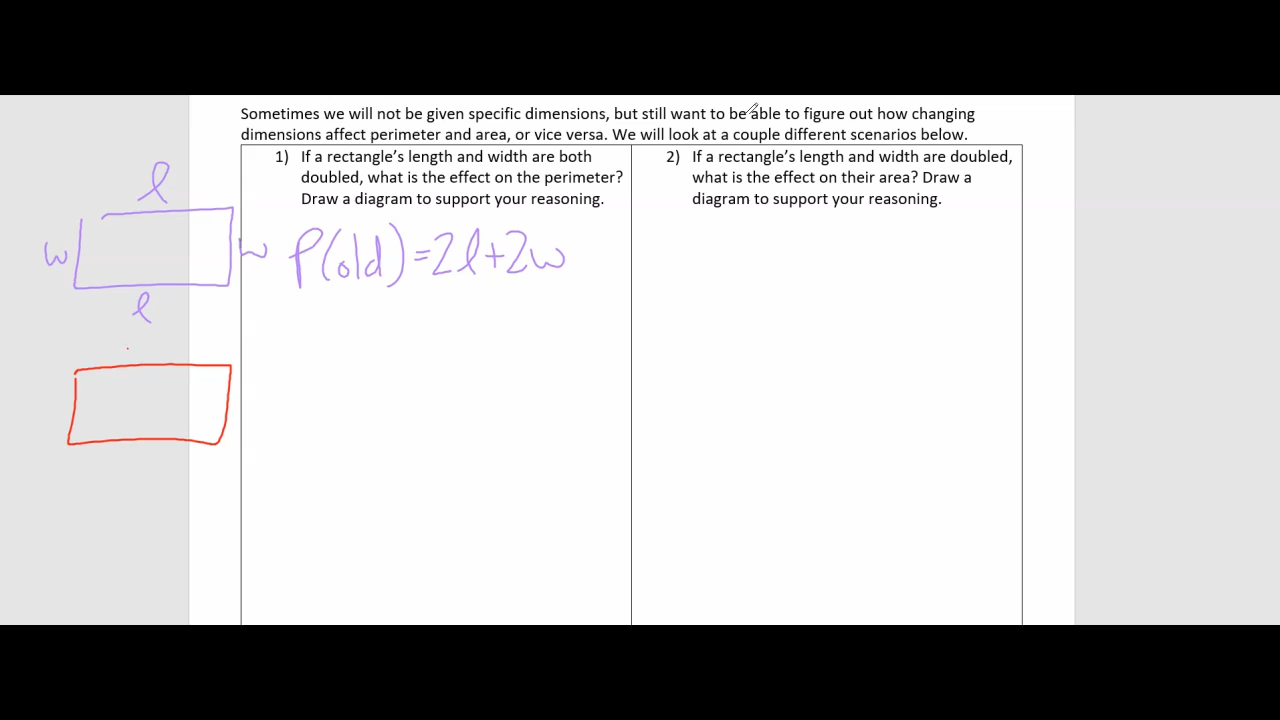 Sometimes we will not be given specific dimensions, but still want to be able to figure out how changing
dimensions affect perimeter and area, or vice versa. We will look at a couple different scenarios below.
1) If a rectangle's length and width are both
doubled, what is the effect on the perimeter?
Draw a diagram to support your reasoning.
2) If a rectangle's length and width are doubled,
what is the effect on their area? Draw a
diagram to support your reasoning.
l
w
w
l
P(old)=2l+2w